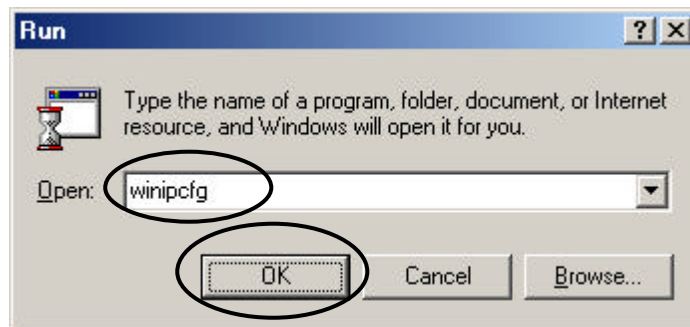 Run
Type the name of a program, folder, document, or Internet
resource, and Windows will open it for you.
Open: winipcfg
OK Cancel Browse...